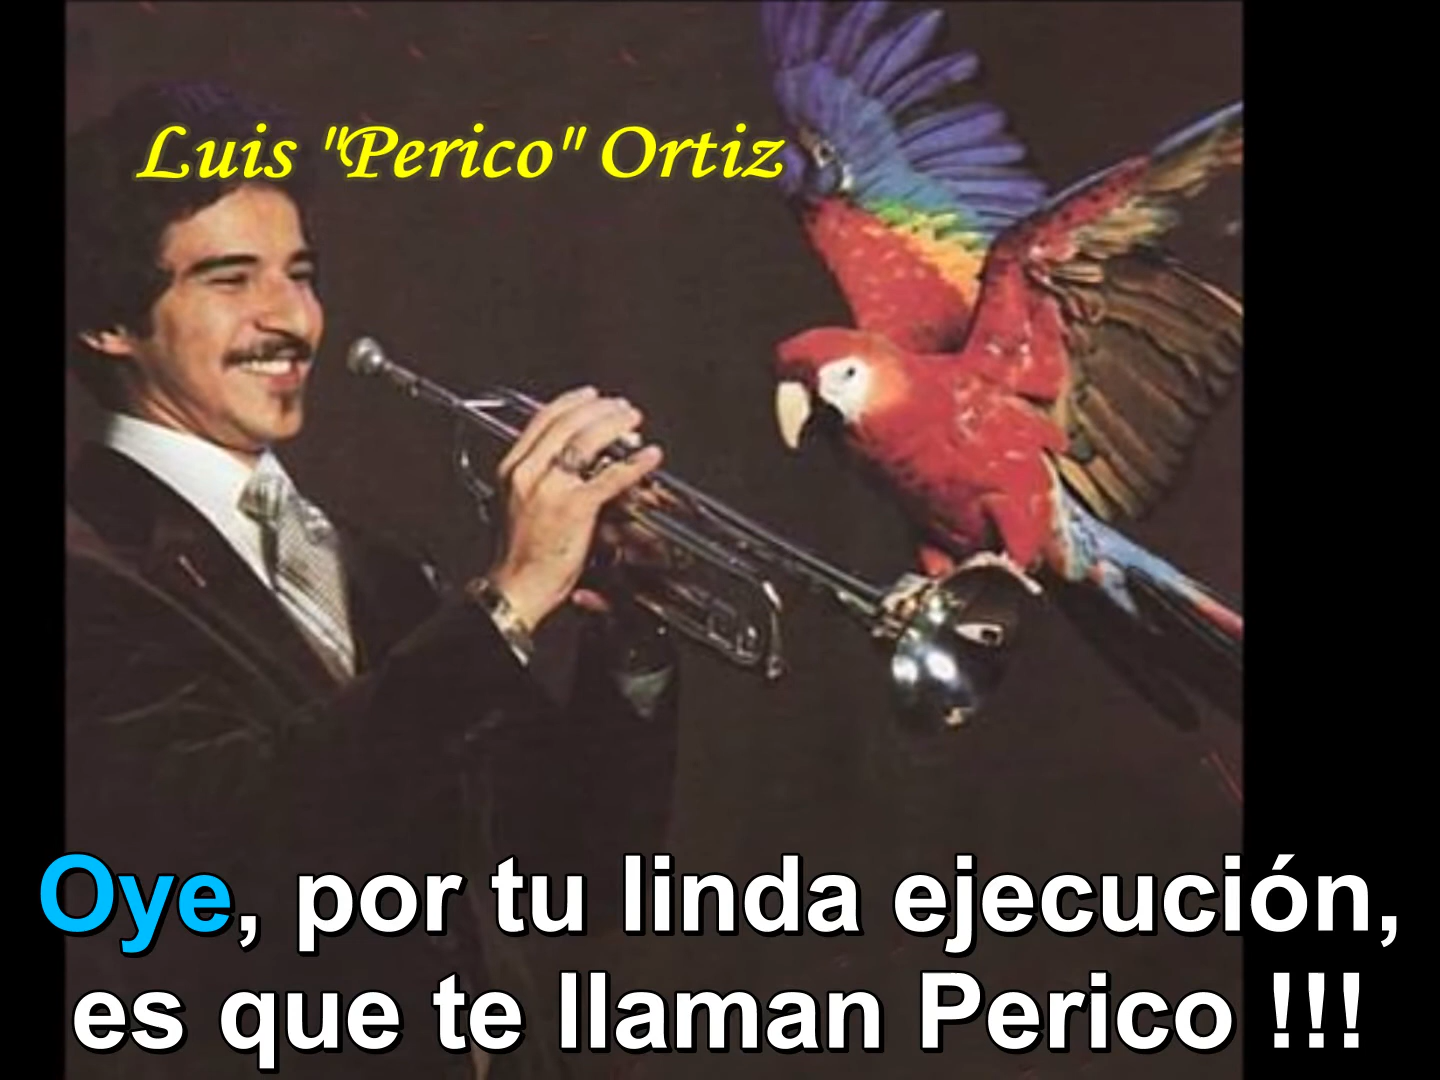 Luis "Perico" Ortiz
Oye, por tu linda ejecución,
es que te llaman Perico !!!